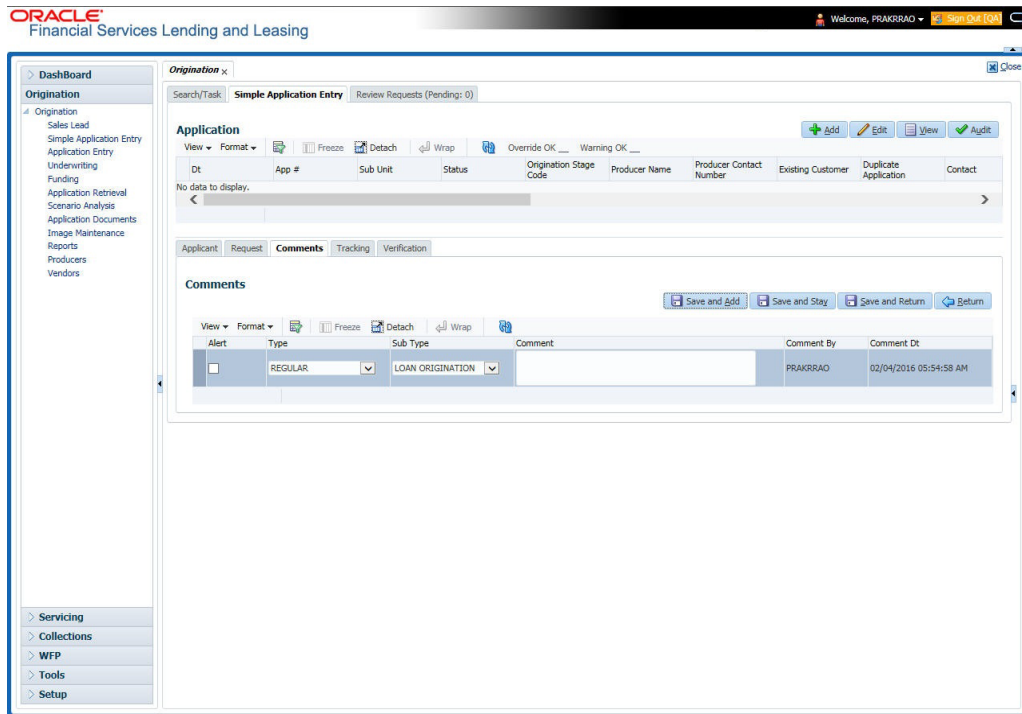 ORACLE'
Financial Services Lending and Leasing
Welcome, PRAKRRAO
Sign Out [QA]
Close
DashBoard
Origination
Origination
Sales Lead
Simple Application Entry
Application Entry
Underwriting
Funding
Application Retrieval
Scenario Analysis
Application Documents
Image Maintenance
Reports
Producers
Vendors
Servicing
Collections
WFP
Tools
Setup
Origination x
Search/Task Simple Application Entry Review Requests (Pending: 0)
Application
Add Edit View Audit
View Format Freeze Detach Wrap Override OK __ Warning OK __
Dt App # Sub Unit Status Origination Stage Code Producer Name Producer Contact Number Existing Customer Duplicate Application Contact
No data to display.
Applicant Request Comments Tracking Verification
Comments
Save and Add Save and Stay Save and Return Return
View Format Freeze Detach Wrap
Alert Type Sub Type Comment Comment By Comment Dt
REGULAR LOAN ORIGINATION PRAKRRAO 02/04/2016 05:54:58 AM